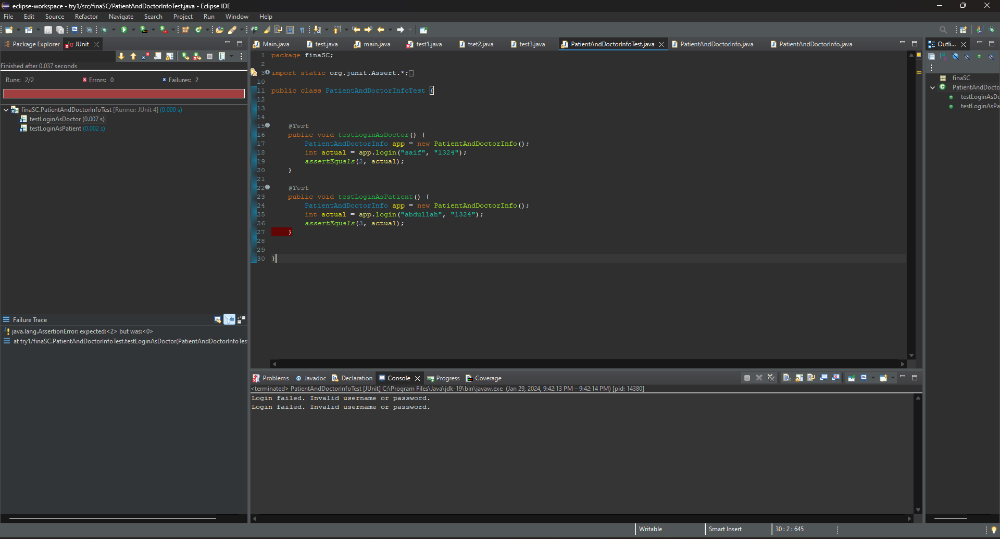 eclipse-workspace - try1/src/finaSC/PatientAndDoctorInfoTest.java - Eclipse IDE
File Edit Source Refactor Navigate Search Project Run Window Help
Package Explorer JUnit
Finished after 0.037 seconds
Runs: 2/2 Errors: 0 Failures: 2
finaSC.PatientAndDoctorInfoTest [Runner: JUnit 4] (0.009 s)
testLoginAsDoctor (0.007 s)
testLoginAsPatient (0.002 s)
Failure Trace
java.lang.AssertionError: expected:<2> but was:<0>
at try1/finaSC.PatientAndDoctorInfoTest.testLoginAsDoctor(PatientAndDoctorInfoTes
Main.java test.java main.java test1.java tset2.java test3.java PatientAndDoctorInfoTest.java PatientAndDoctorInfo.java PatientAndDoctorInfo.java
1 package finaSC;
2
3 import static org.junit.Assert.*;
10
11 public class PatientAndDoctorInfoTest {
12
13
14
15 @Test
16 public void testLoginAsDoctor() {
17 PatientAndDoctorInfo app = new PatientAndDoctorInfo();
18 int actual = app.login("saif", "1324");
19 assertEquals(2, actual);
20 }
21
22 @Test
23 public void testLoginAsPatient() {
24 PatientAndDoctorInfo app = new PatientAndDoctorInfo();
25 int actual = app.login("abdullah", "1324");
26 assertEquals(3, actual);
27 }
28
29
30 }
Problems Javadoc Declaration Console Progress Coverage
<terminated> PatientAndDoctorInfoTest [JUnit] C:\Program Files\Java\jdk-19\bin\javaw.exe (Jan 29, 2024, 9:42:13 PM – 9:42:14 PM) [pid: 14380]
Login failed. Invalid username or password.
Login failed. Invalid username or password.
Outli...
finaSC
PatientAndDocto
testLoginAsDo
testLoginAsPa
Writable Smart Insert 30 : 2 : 645